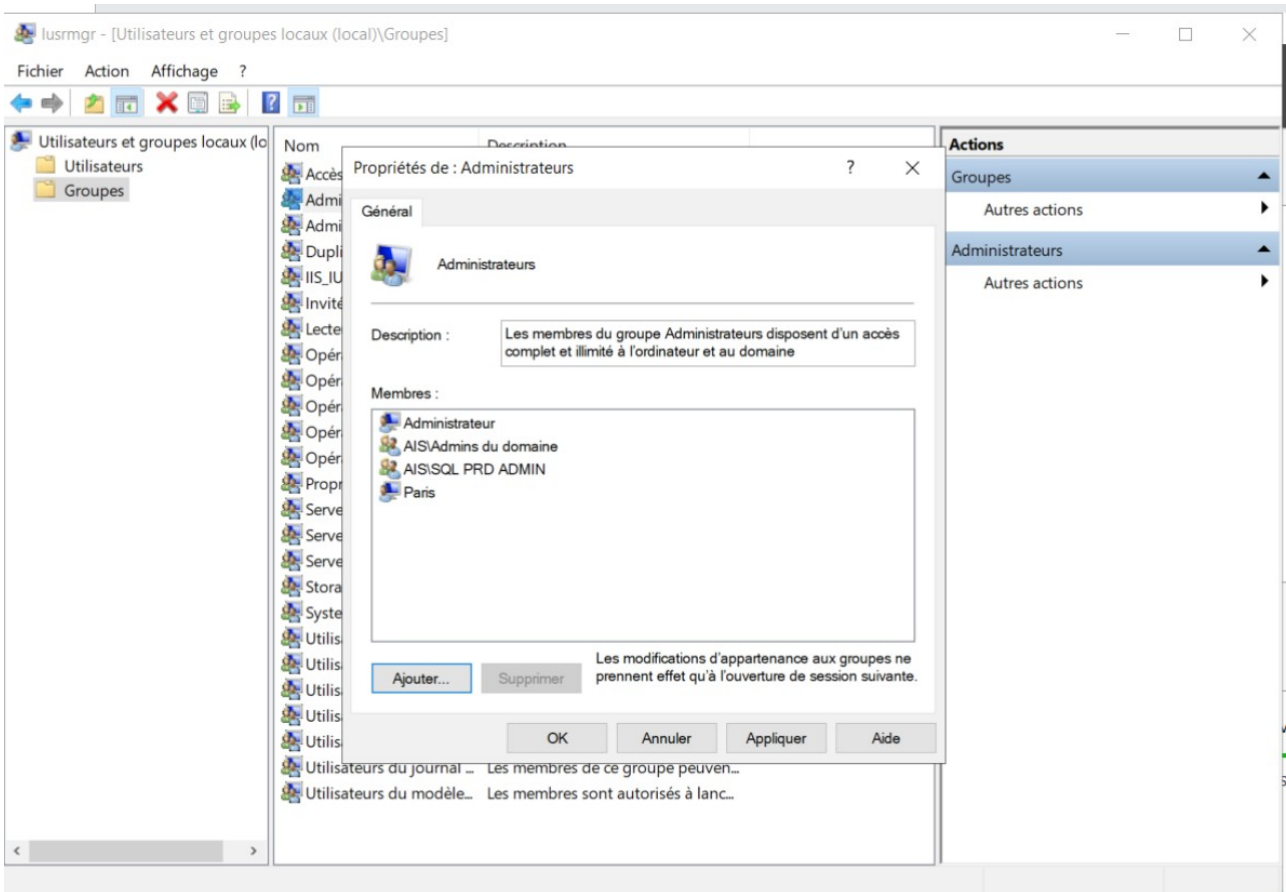 lusrmgr - [Utilisateurs et groupes locaux (local)\Groupes]
Fichier Action Affichage ?
Utilisateurs et groupes locaux (lo
Utilisateurs
Groupes
Nom Description
Accès
Admi
Admi
Dupli
IIS_IU
Invité
Lecte
Opér
Opér
Opér
Opér
Opér
Propr
Serve
Serve
Serve
Stora
Syste
Utilis
Utilis
Utilis
Utilis
Utilis
Utilisateurs du journal ... Les membres de ce groupe peuven...
Utilisateurs du modèle... Les membres sont autorisés à lanc...
Propriétés de : Administrateurs ?
Général
Administrateurs
Description :
Les membres du groupe Administrateurs disposent d'un accès
complet et illimité à l'ordinateur et au domaine
Membres :
Administrateur
AIS\Admins du domaine
AIS\SQL PRD ADMIN
Paris
Ajouter... Supprimer
Les modifications d'appartenance aux groupes ne
prennent effet qu'à l'ouverture de session suivante.
OK Annuler Appliquer Aide
Actions
Groupes
Autres actions
Administrateurs
Autres actions